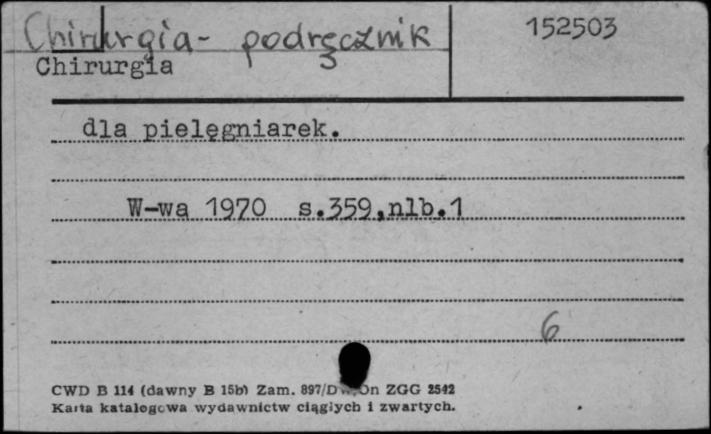 Chirurgia - podręcznik
152503
Chirurgia
dla pielęgniarek.
W-wa 1970 s.359,nlb.1
6
CWD B 114 (dawny B 15b) Zam. 897/D ZGG 2542
Karta katalogowa wydawnictw ciągłych i zwartych.